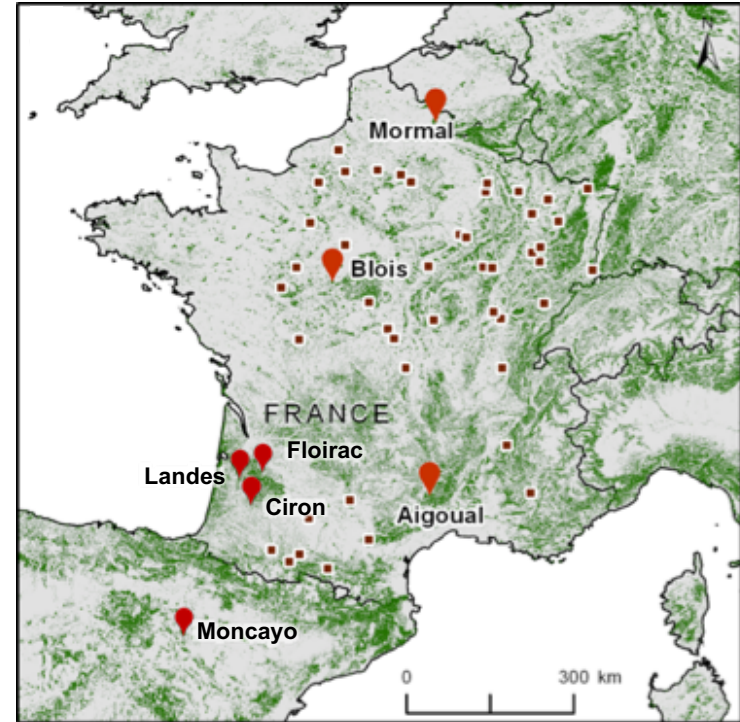 N
Mormal
Blois
FRANCE
Floirac
Landes
Ciron
Aigoual
Moncayo
0 300 km